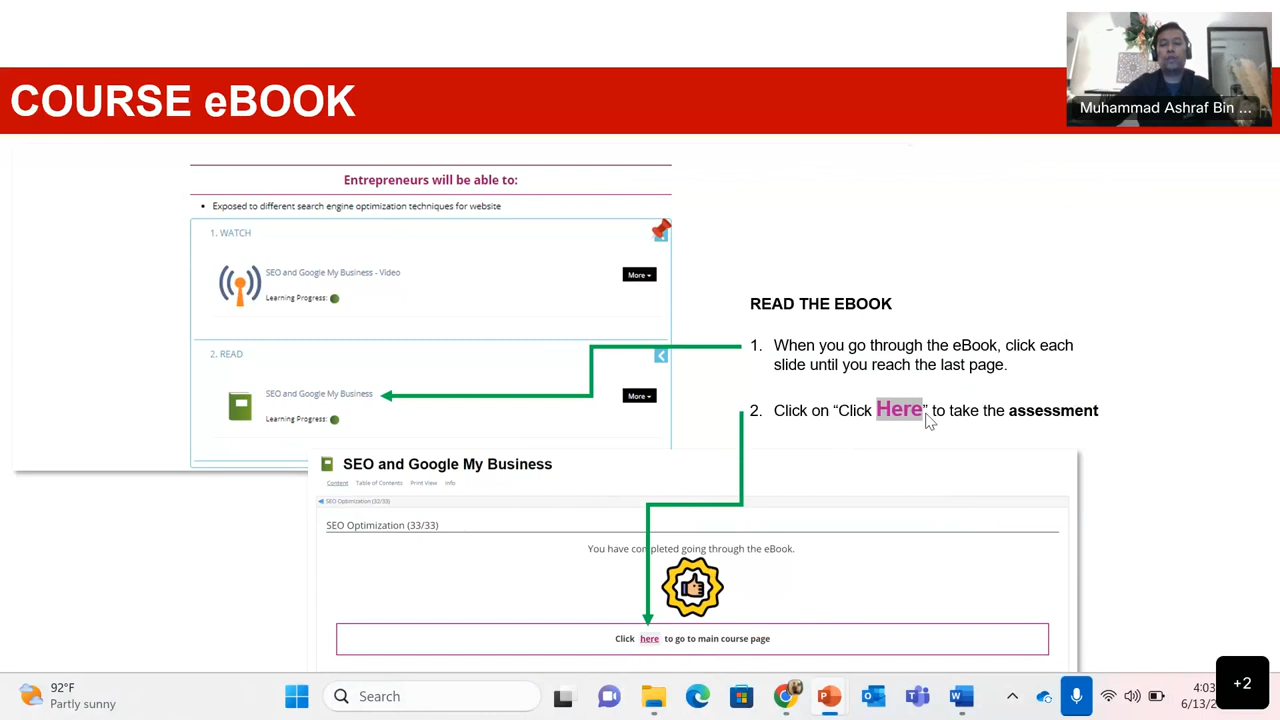 COURSE eBOOK
Muhammad Ashraf Bin ...
Entrepreneurs will be able to:
• Exposed to different search engine optimization techniques for website
1. WATCH
SEO and Google My Business - Video
More
Learning Progress:
2. READ
SEO and Google My Business
More
Learning Progress:
READ THE EBOOK
1. When you go through the eBook, click each
slide until you reach the last page.
2. Click on “Click Here” to take the assessment
SEO and Google My Business
Content Table of Contents Print View Info
SEO Optimization (32/33)
SEO Optimization (33/33)
You have completed going through the eBook.
Click here to go to main course page
92°F
Partly sunny
Search
4:03
6/13/2
+2